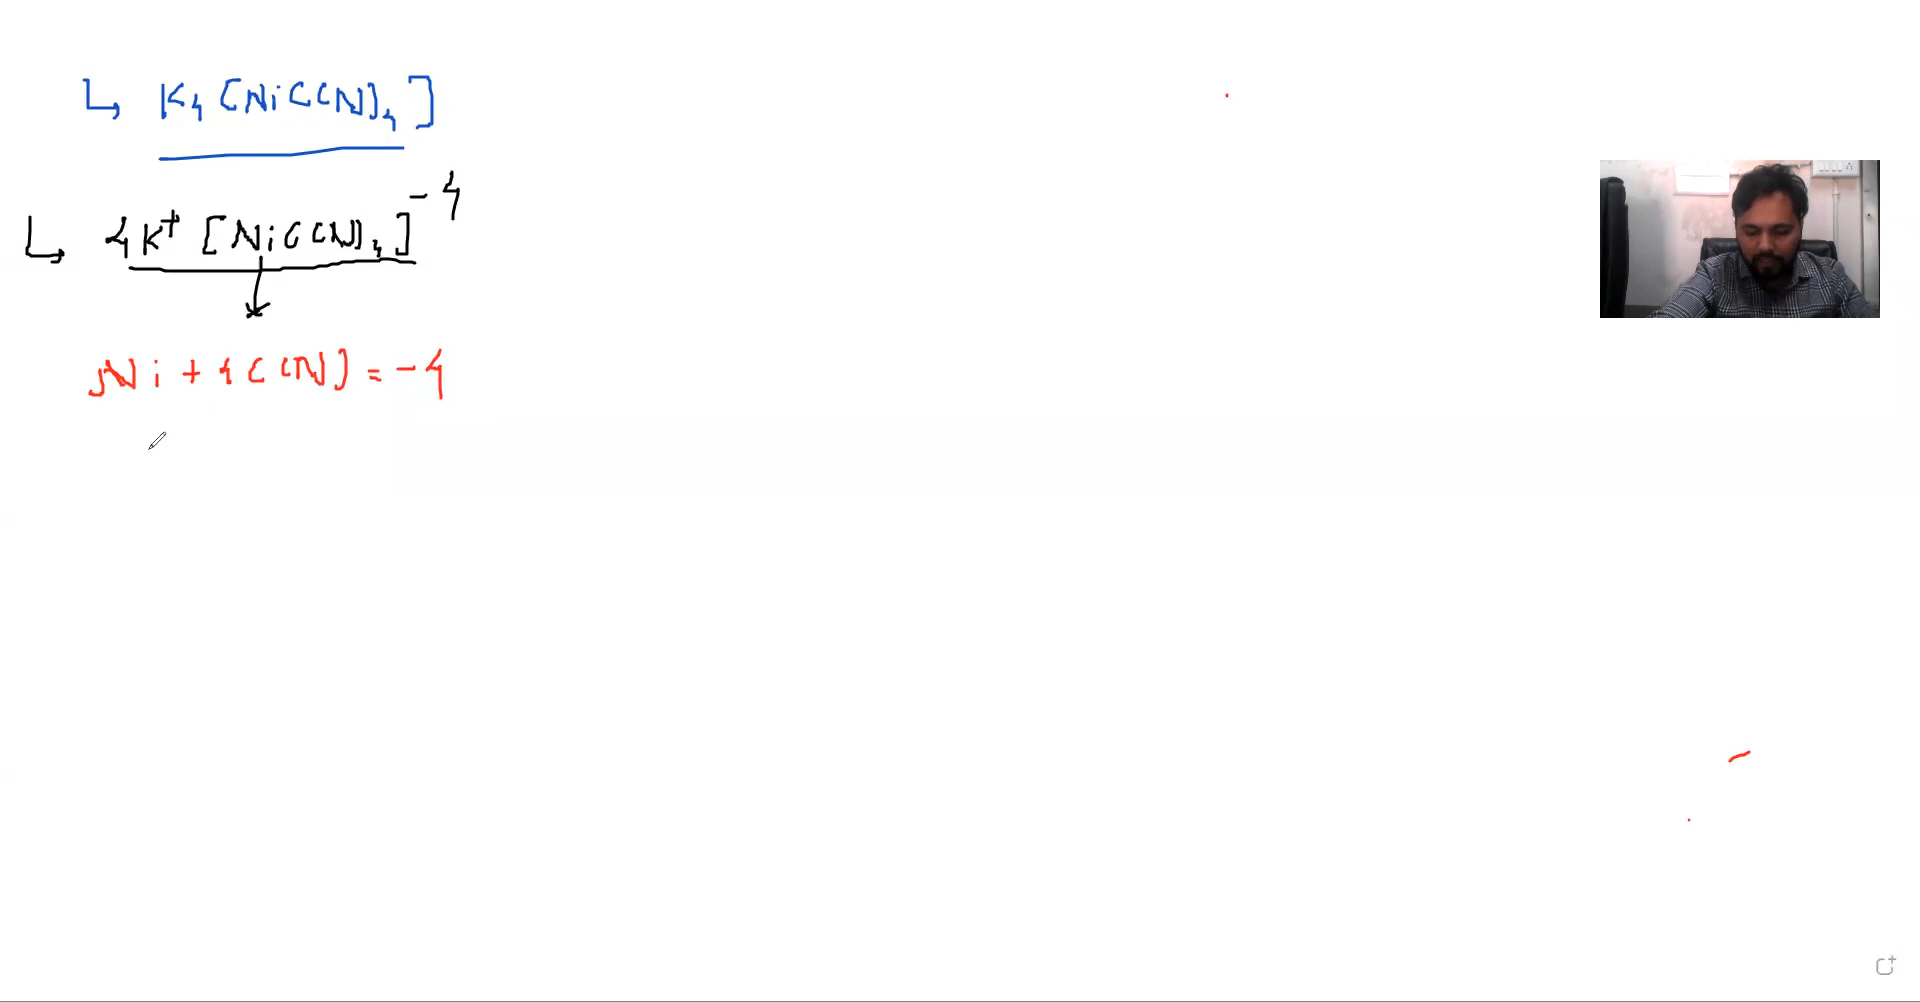 ↳ K4 [Ni(CN)4]
↳ 4K+ [Ni(CN)4]-4
Ni + 4(CN) = -4